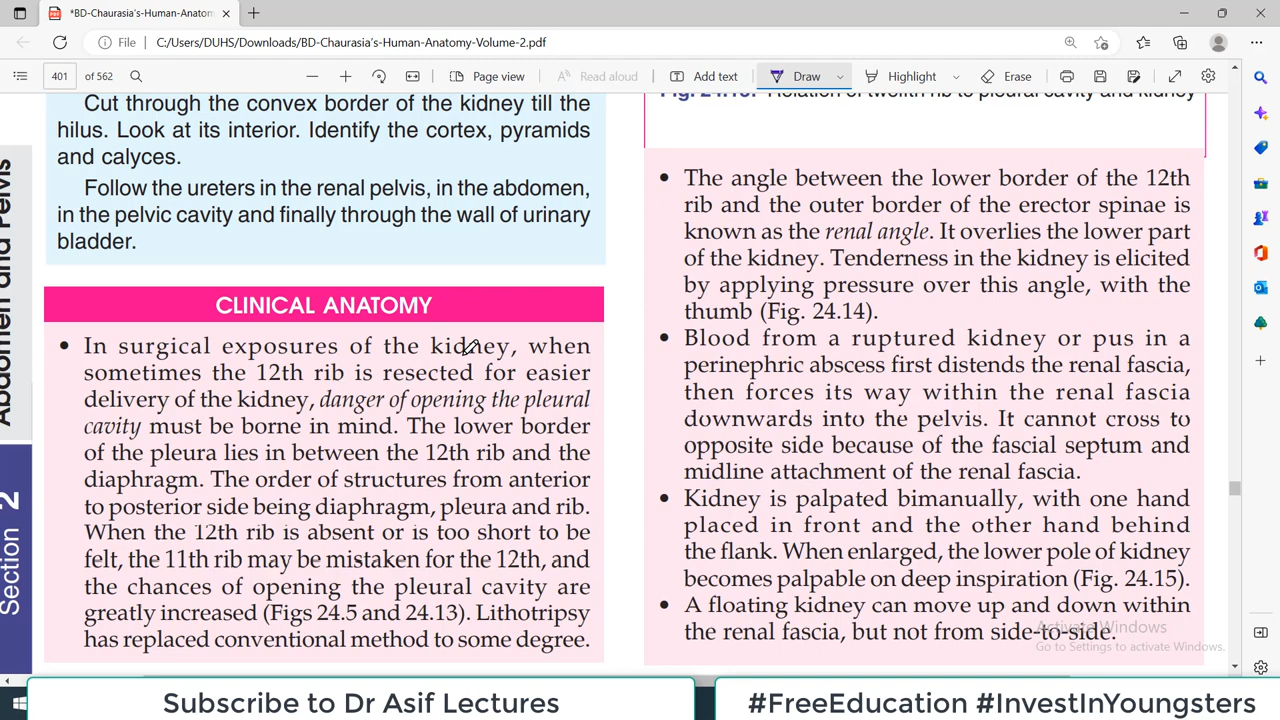 *BD-Chaurasia's-Human-Anatom
File C:/Users/DUHS/Downloads/BD-Chaurasia's-Human-Anatomy-Volume-2.pdf
401 of 562 Page view Read aloud Add text Draw Highlight Erase
Cut through the convex border of the kidney till the
hilus. Look at its interior. Identify the cortex, pyramids
and calyces.
Follow the ureters in the renal pelvis, in the abdomen,
in the pelvic cavity and finally through the wall of urinary
bladder.
Abdomen and Pelvis
Section 2
CLINICAL ANATOMY
• In surgical exposures of the kidney, when
sometimes the 12th rib is resected for easier
delivery of the kidney, danger of opening the pleural
cavity must be borne in mind. The lower border
of the pleura lies in between the 12th rib and the
diaphragm. The order of structures from anterior
to posterior side being diaphragm, pleura and rib.
When the 12th rib is absent or is too short to be
felt, the 11th rib may be mistaken for the 12th, and
the chances of opening the pleural cavity are
greatly increased (Figs 24.5 and 24.13). Lithotripsy
has replaced conventional method to some degree.
Relation of twelfth rib to pleural cavity and kidney
• The angle between the lower border of the 12th
rib and the outer border of the erector spinae is
known as the renal angle. It overlies the lower part
of the kidney. Tenderness in the kidney is elicited
by applying pressure over this angle, with the
thumb (Fig. 24.14).
• Blood from a ruptured kidney or pus in a
perinephric abscess first distends the renal fascia,
then forces its way within the renal fascia
downwards into the pelvis. It cannot cross to
opposite side because of the fascial septum and
midline attachment of the renal fascia.
• Kidney is palpated bimanually, with one hand
placed in front and the other hand behind
the flank. When enlarged, the lower pole of kidney
becomes palpable on deep inspiration (Fig. 24.15).
• A floating kidney can move up and down within
the renal fascia, but not from side-to-side.
Activate Windows
Go to Settings to activate Windows.
Subscribe to Dr Asif Lectures
#FreeEducation #InvestInYoungsters